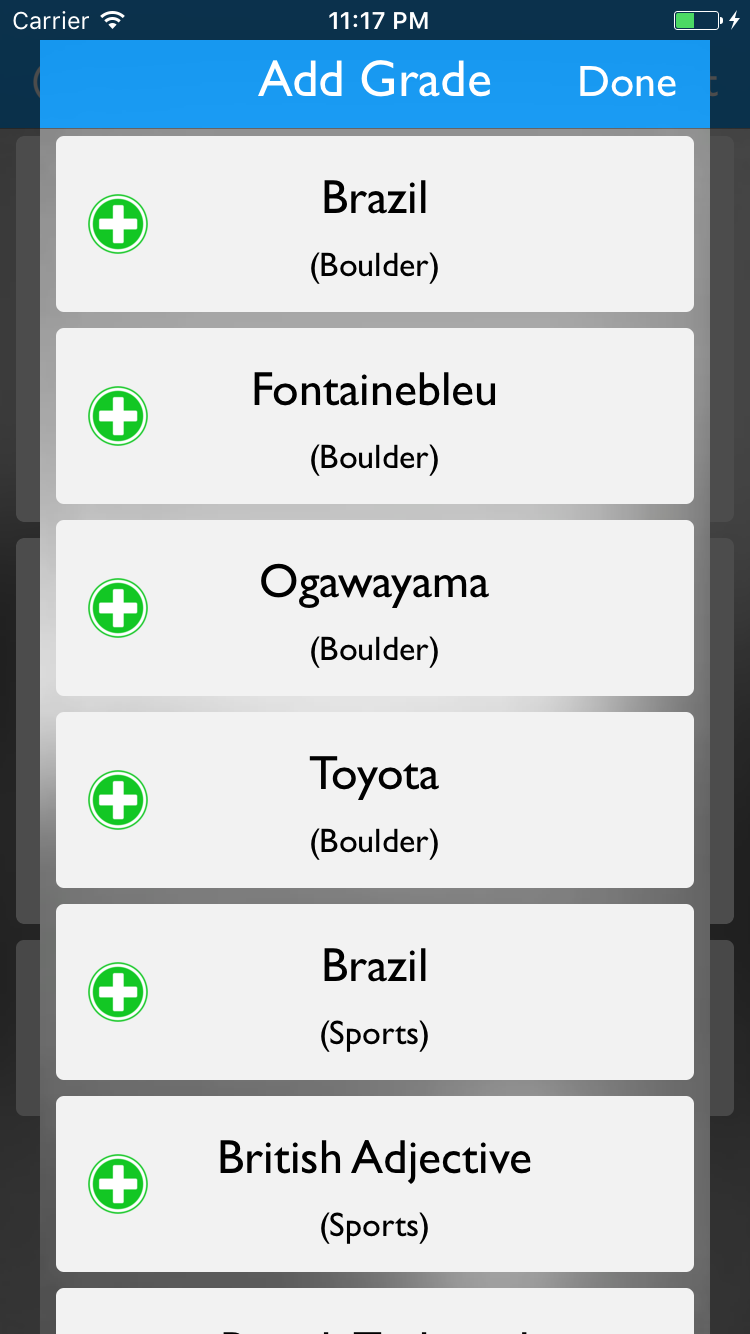 Carrier 11:17 PM
Add Grade Done
Brazil
(Boulder)
Fontainebleu
(Boulder)
Ogawayama
(Boulder)
Toyota
(Boulder)
Brazil
(Sports)
British Adjective
(Sports)